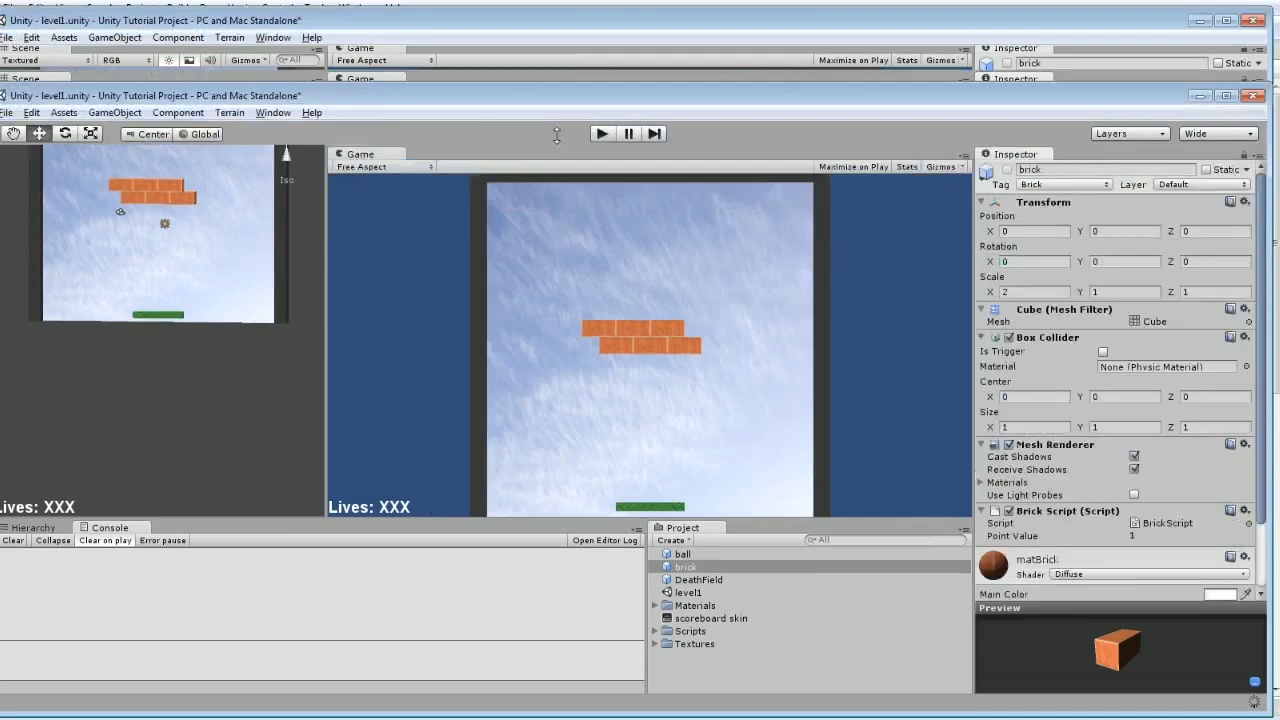 Unity - level1.unity - Unity Tutorial Project - PC and Mac Standalone*
File Edit Assets GameObject Component Terrain Window Help
Scene Game Inspector
Textured RGB Gizmos All Free Aspect Maximize on Play Stats Gizmos brick Static
Scene Game Inspector
Unity - level1.unity - Unity Tutorial Project - PC and Mac Standalone*
File Edit Assets GameObject Component Terrain Window Help
Center Global Layers Wide
Game Inspector
Free Aspect Maximize on Play Stats Gizmos brick Static
Iso Tag Brick Layer Default
Transform
Position
X 0 Y 0 Z 0
Rotation
X 0 Y 0 Z 0
Scale
X 2 Y 1 Z 1
Cube (Mesh Filter)
Mesh Cube
Box Collider
Is Trigger
Material None (Physic Material)
Center
X 0 Y 0 Z 0
Size
X 1 Y 1 Z 1
Mesh Renderer
Cast Shadows
Receive Shadows
Materials
Use Light Probes
Brick Script (Script)
Script BrickScript
Point Value 1
matBrick
Shader Diffuse
Main Color
Preview
Lives: XXX Lives: XXX
Hierarchy Console Project
Clear Collapse Clear on play Error pause Open Editor Log Create All
ball
brick
DeathField
level1
Materials
scoreboard skin
Scripts
Textures